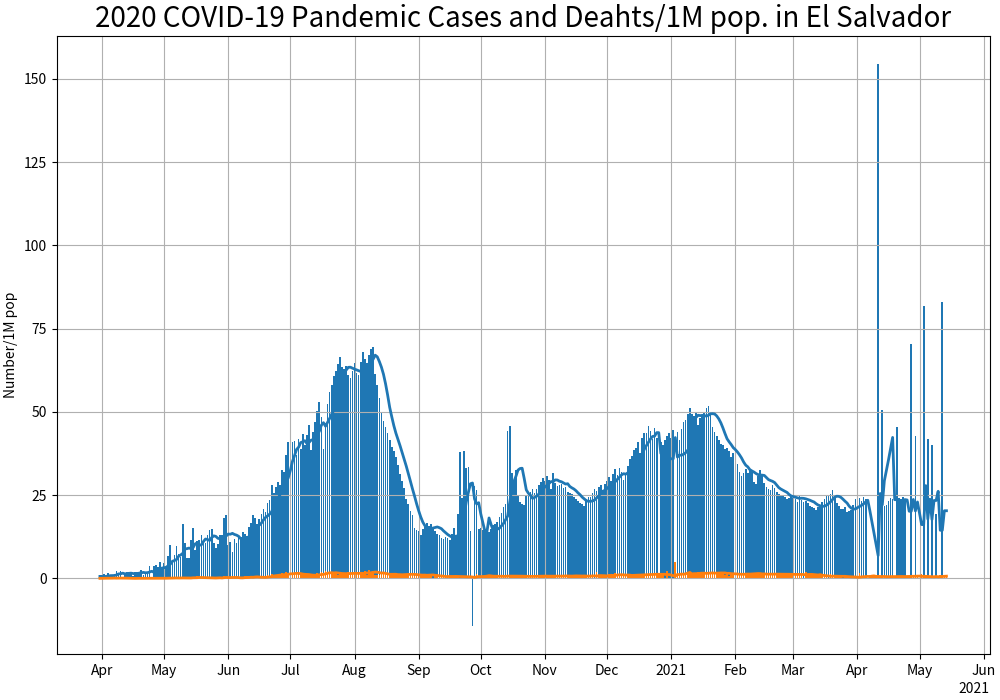 2020 COVID-19 Pandemic Cases and Deahts/1M pop. in El Salvador
Number/1M pop
150
125
100
75
50
25
0
Apr May Jun Jul Aug Sep Oct Nov Dec 2021 Feb Mar Apr May Jun
2021